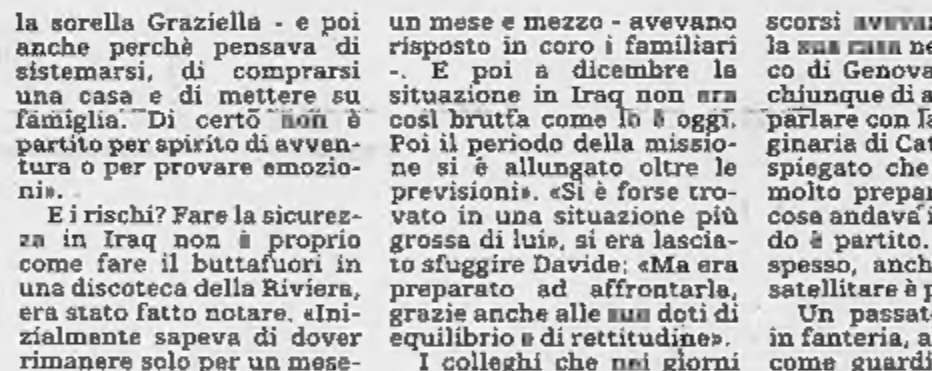 la sorella Graziella - e poi
anche perchè pensava di
sistemarsi, di comprarsi
una casa e di mettere su
famiglia. Di certo non è
partito per spirito di avven-
tura o per provare emozio-
ni».
E i rischi? Fare la sicurez-
za in Iraq non è proprio
come fare il buttafuori in
una discoteca della Riviera,
era stato fatto notare. «Ini-
zialmente sapeva di dover
rimanere solo per un mese-
un mese e mezzo - avevano
risposto in coro i familiari
-. E poi a dicembre la
situazione in Iraq non era
così brutta come lo è oggi.
Poi il periodo della missio-
ne si è allungato oltre le
previsioni». «Si è forse tro-
vato in una situazione più
grossa di lui», si era lascia-
to sfuggire Davide; «Ma era
preparato ad affrontarla,
grazie anche alle sue doti di
equilibrio e di rettitudine».
I colleghi che nei giorni
scorsi
la sua casa ne
co di Genova
chiunque di a
parlare con la
ginaria di Cat
spiegato che
molto prepar
cosa andava i
do è partito.
spesso, anch
satellitare è p
Un passat
in fanteria, a
come guardi